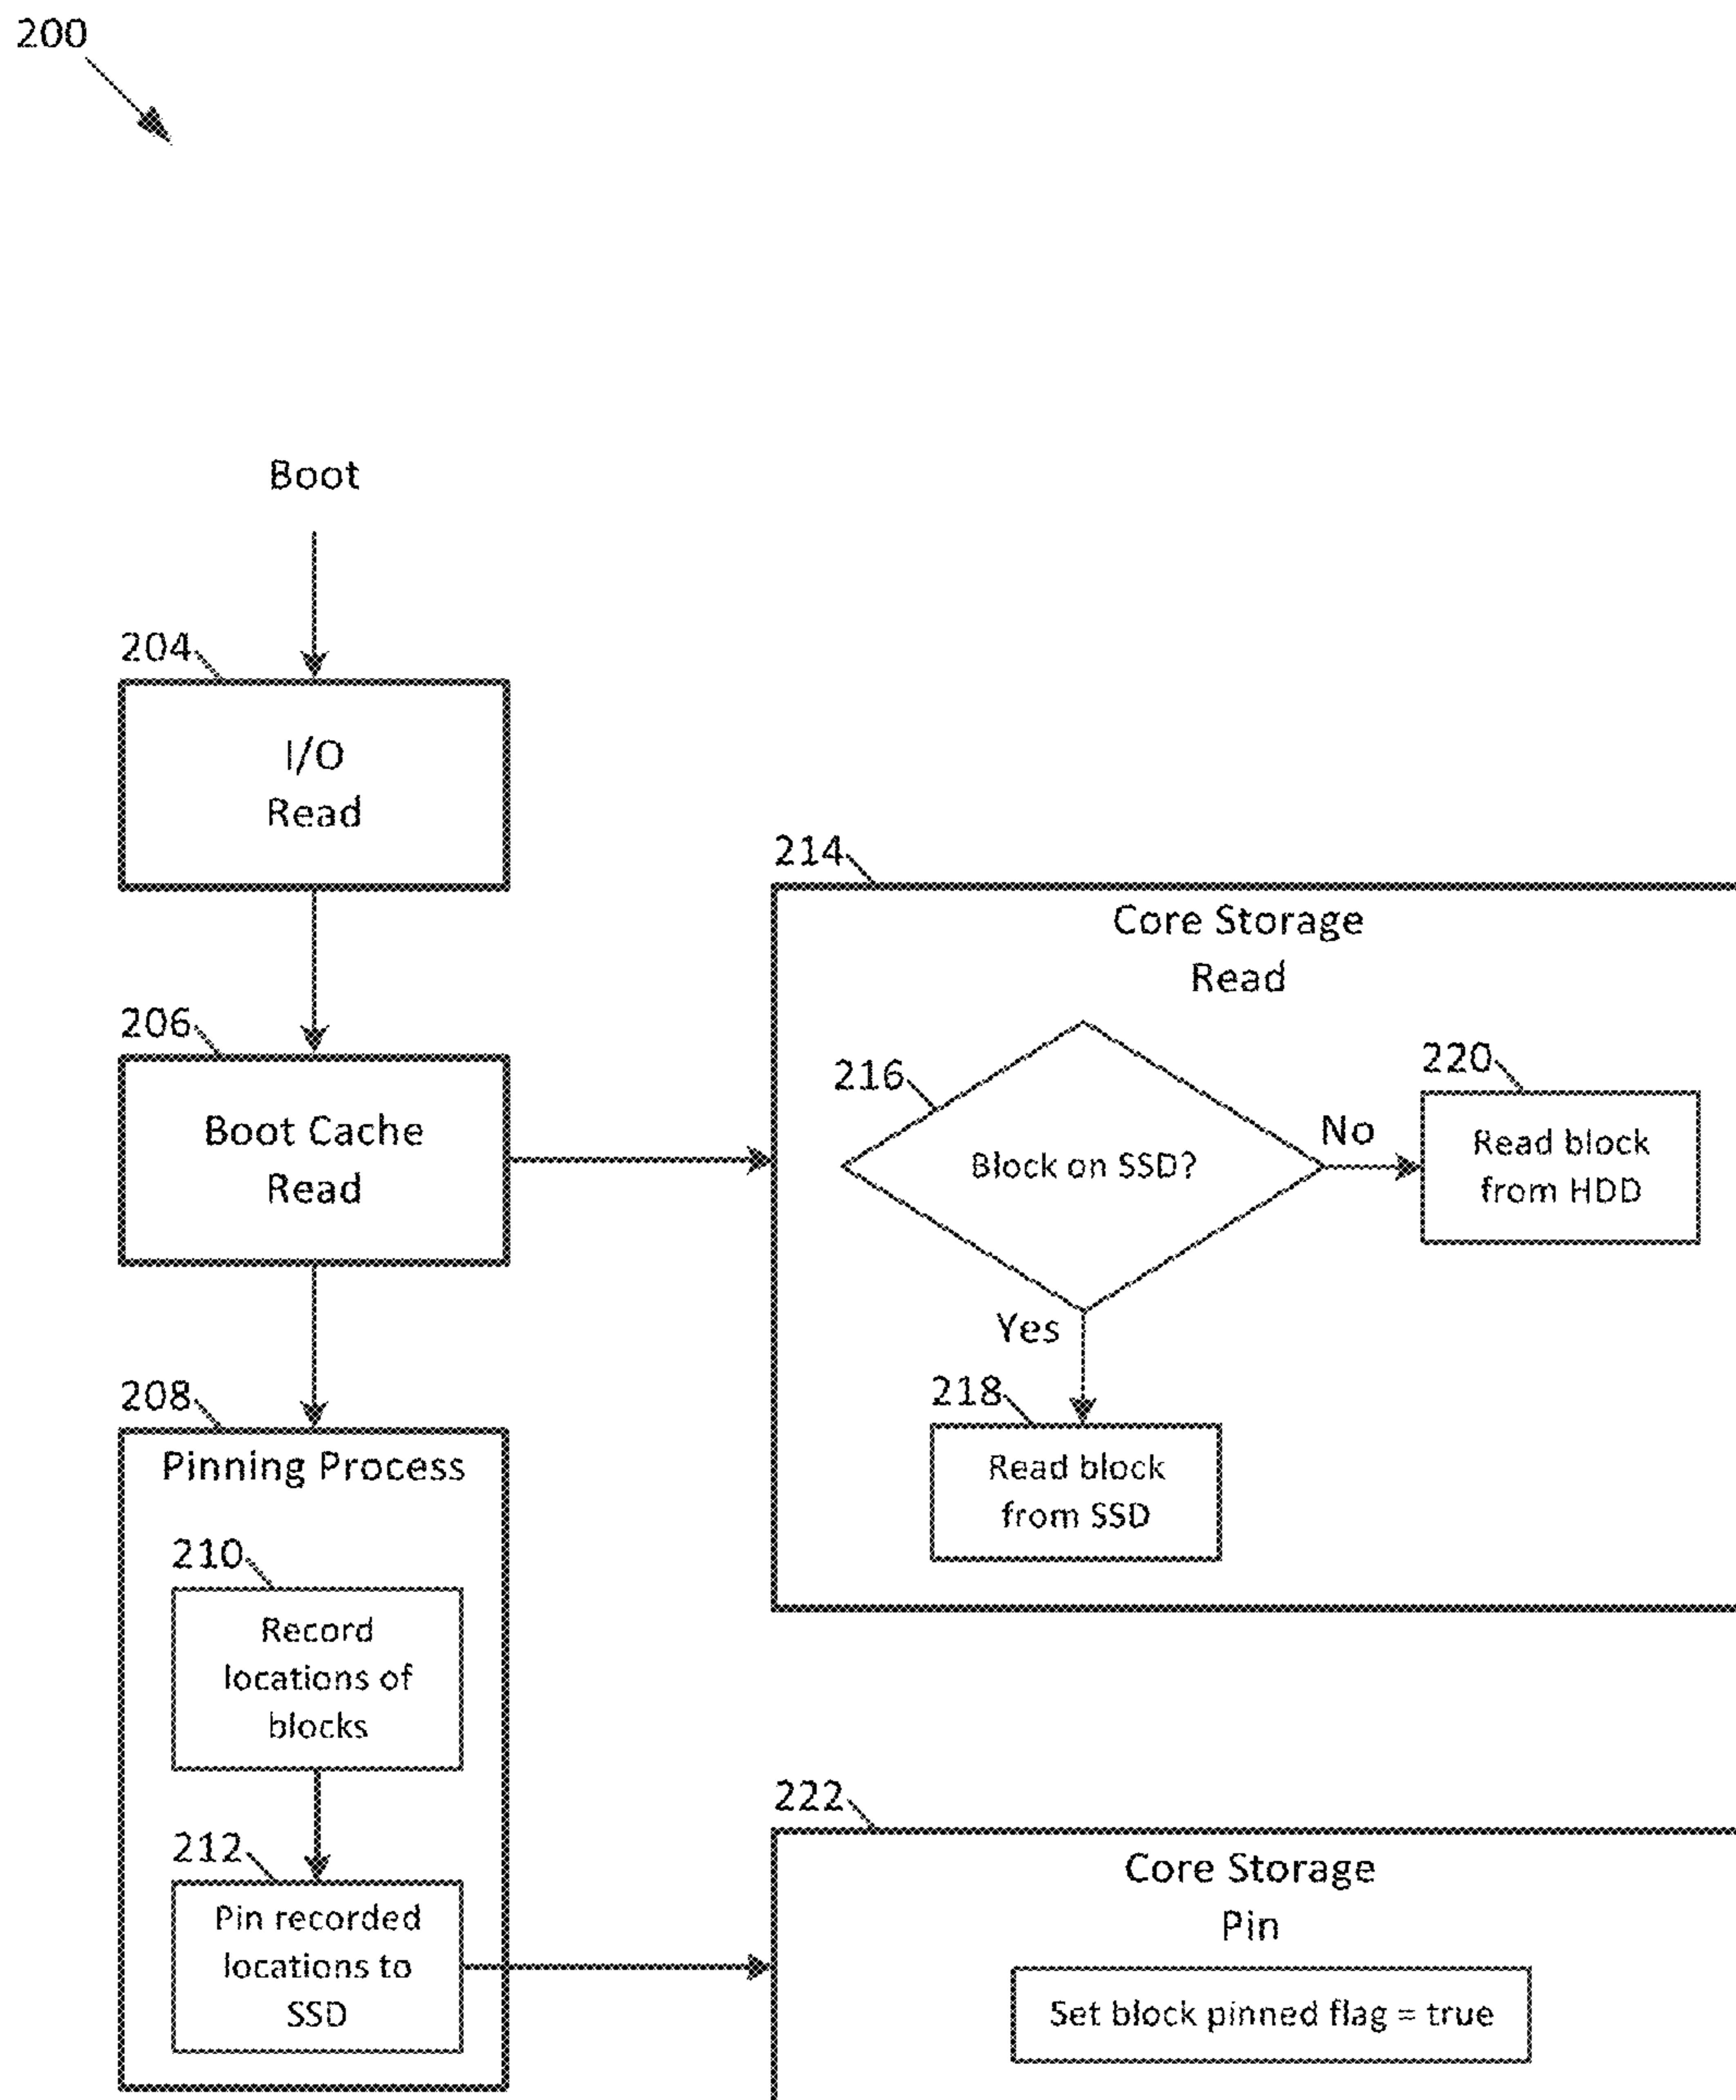 200
Boot
204
I/O
Read
206
Boot Cache
Read
208
Pinning Process
210
Record
locations of
blocks
212
Pin recorded
locations to
SSD
214
Core Storage
Read
216
Block on SSD?
No
220
Read block
from HDD
Yes
218
Read block
from SSD
222
Core Storage
Pin
Set block pinned flag = true